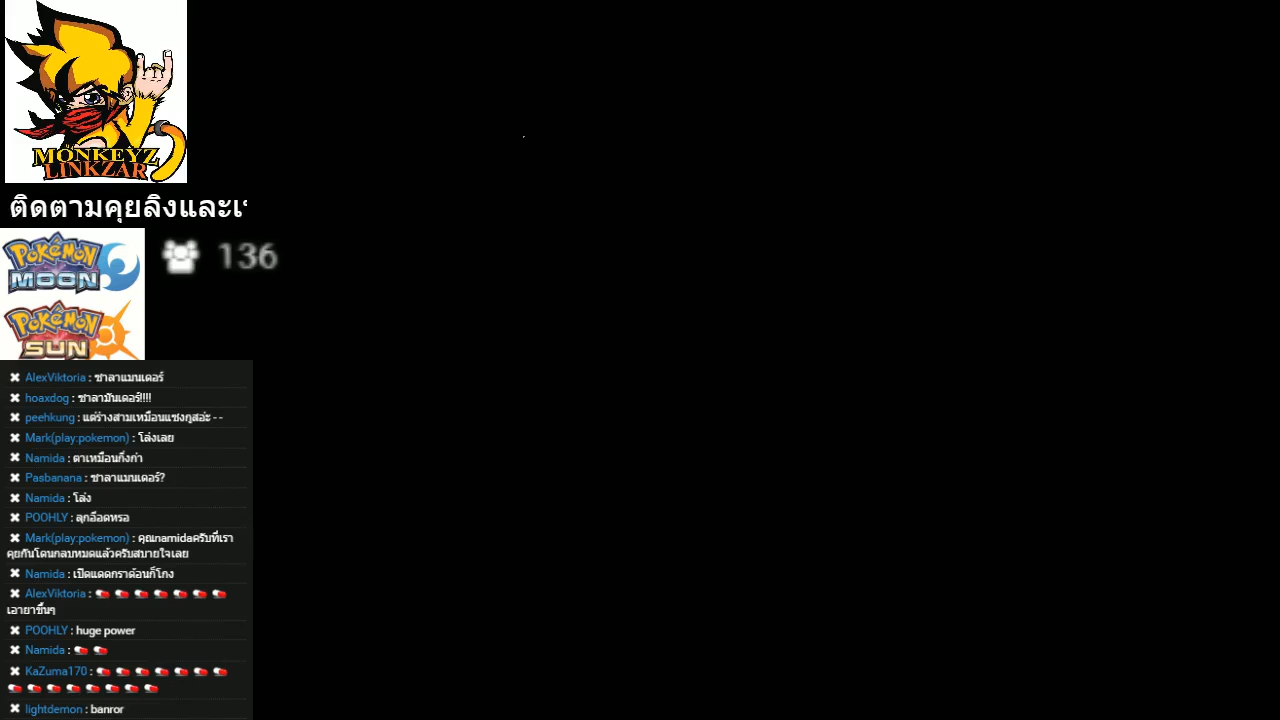 MONKEYZ
LINKZAR
ติดตามคุยลิงและเ
POKéMON
MOON
136
POKéMON
SUN
AlexViktoria : ซาลาแมนเดอร์
hoaxdog : ซาลามันเดอร์!!!!
peehkung : แต่ร่างสามเหมือนแซงกูสอ่ะ - -
Mark(play:pokemon) : โล่งเลย
Namida : ตาเหมือนกิ้งก่า
Pasbanana : ซาลาแมนเดอร์?
Namida : โล่ง
POOHLY : ลุกอ๊อดหรอ
Mark(play:pokemon) : คุณnamidaครับที่เรา
คุยกันโดนกลบหมดแล้วครับสบายใจเลย
Namida : เปิดแดดกราด้อนก็โกง
AlexViktoria :
เอายาขึ้นๆ
POOHLY : huge power
Namida :
KaZuma170 :
lightdemon : banror